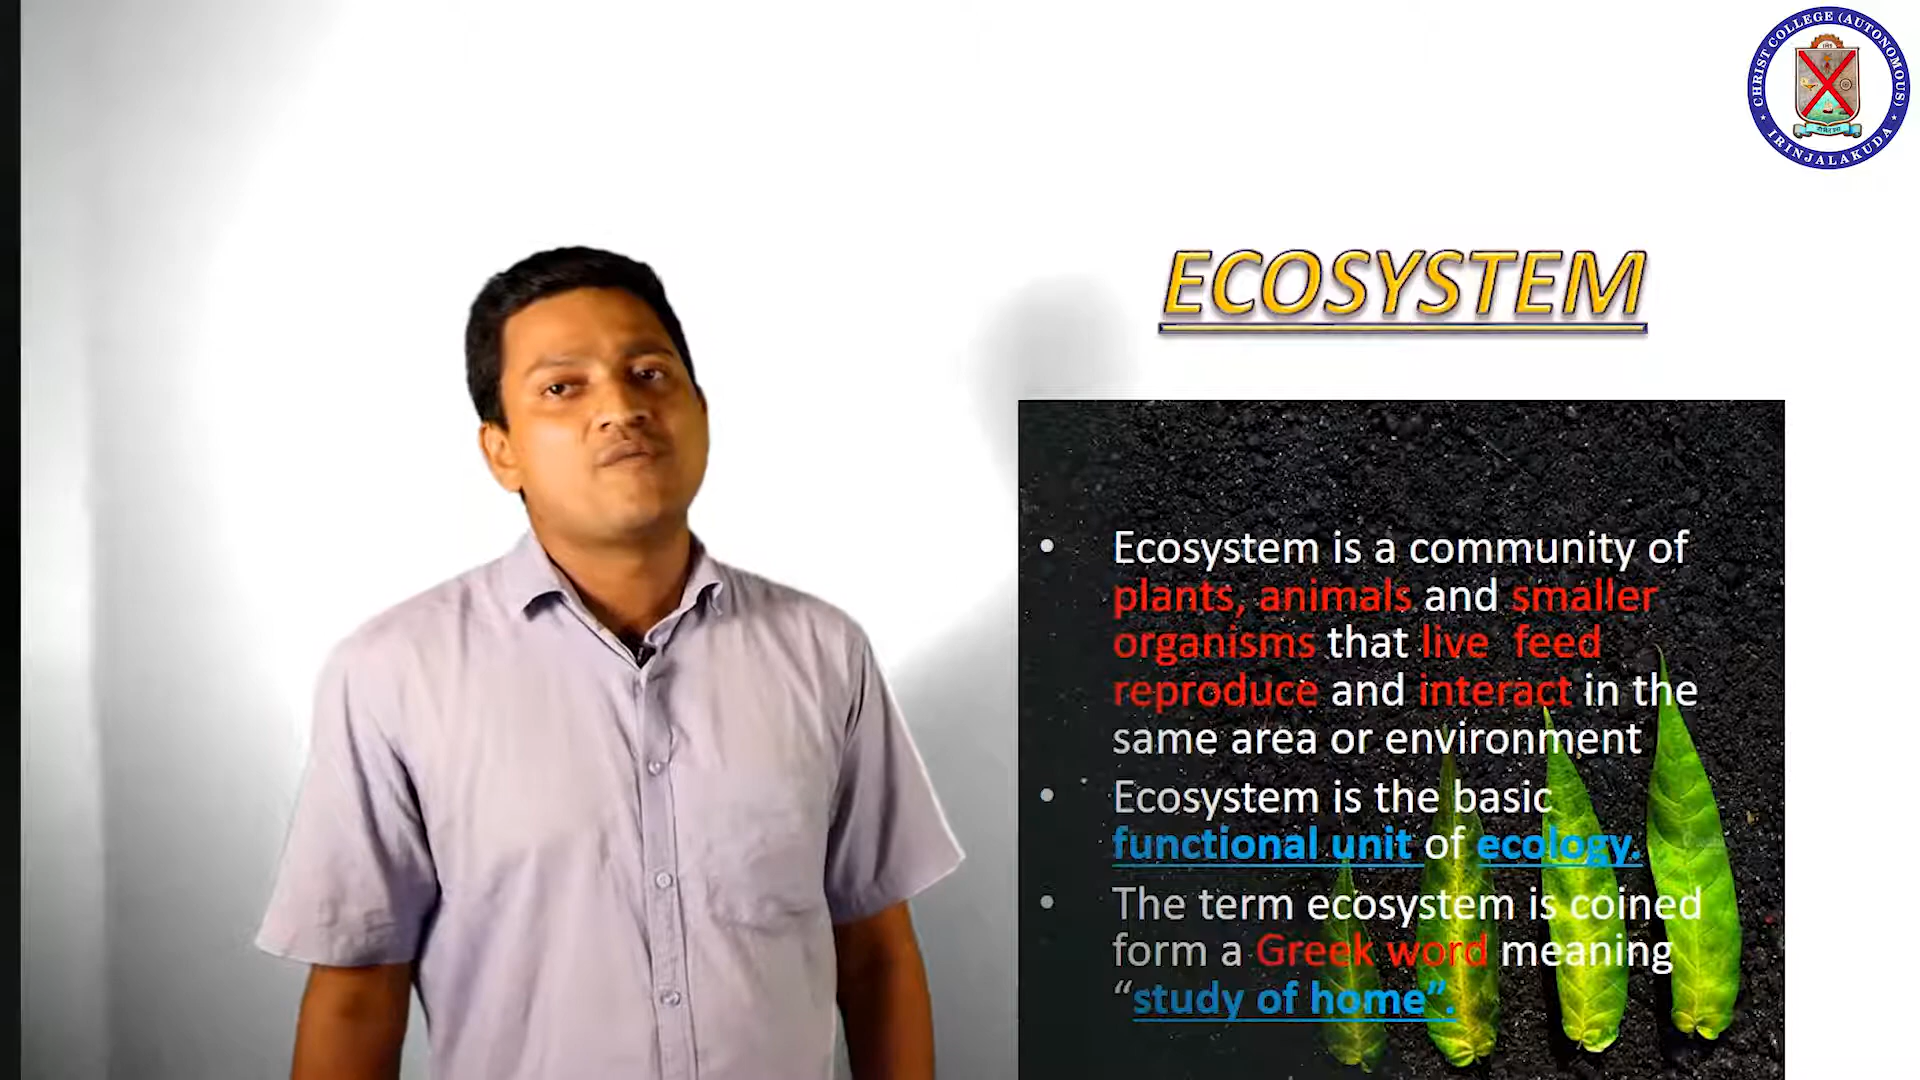 CHRIST COLLEGE (AUTONOMOUS)
IRINJALAKUDA
ECOSYSTEM
• Ecosystem is a community of
plants, animals and smaller
organisms that live feed
reproduce and interact in the
same area or environment
• Ecosystem is the basic
functional unit of ecology.
• The term ecosystem is coined
form a Greek word meaning
“study of home”.